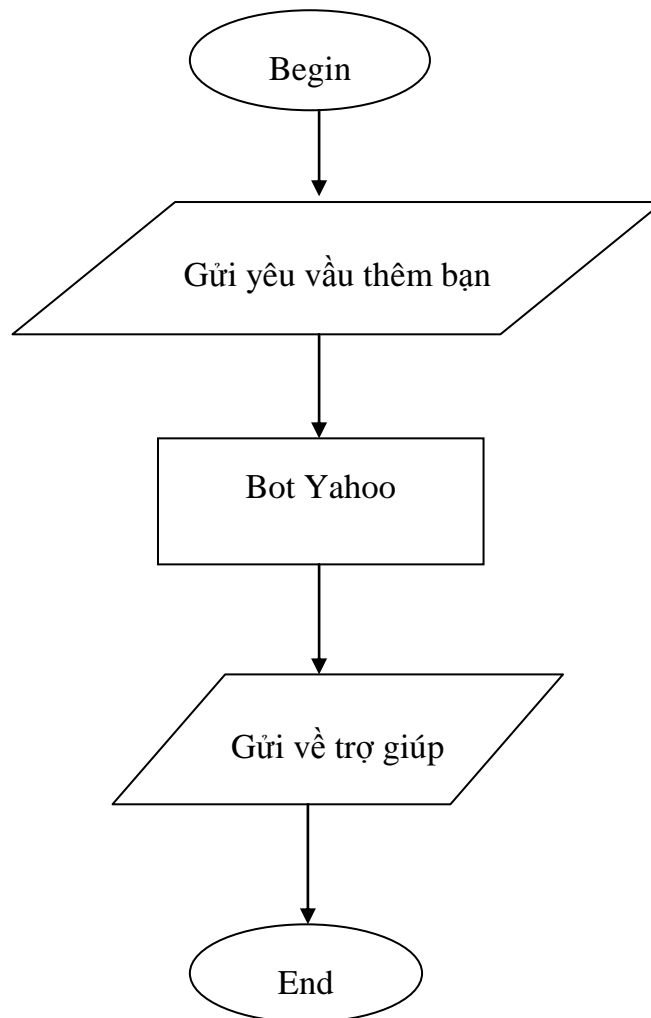 Begin
Gửi yêu vầu thêm bạn
Bot Yahoo
Gửi về trợ giúp
End